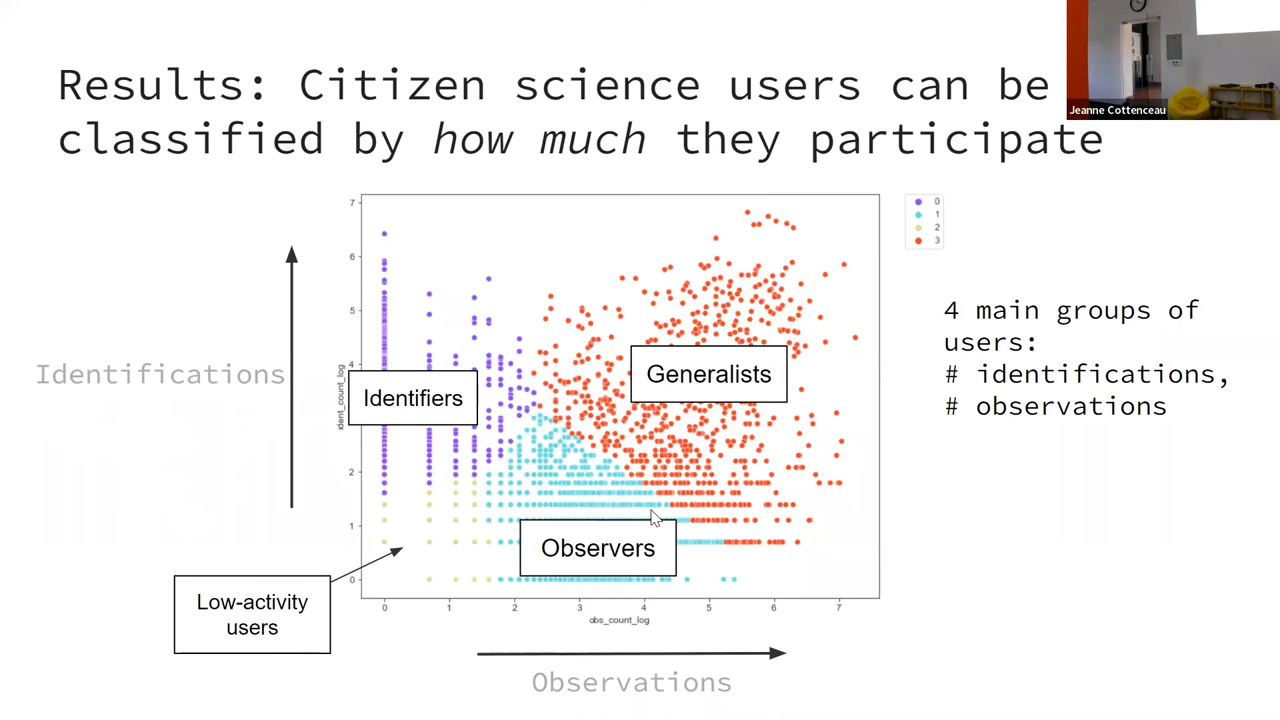 Results: Citizen science users can be
classified by how much they participate
Jeanne Cottenceau
7
6
5
4
2
1
0
ident_count_log
0
1
2
3
4
5
6
7
obs_count_log
0
1
2
3
Identifications
Identifiers
Generalists
Observers
Low-activity
users
Observations
4 main groups of
users:
# identifications,
# observations